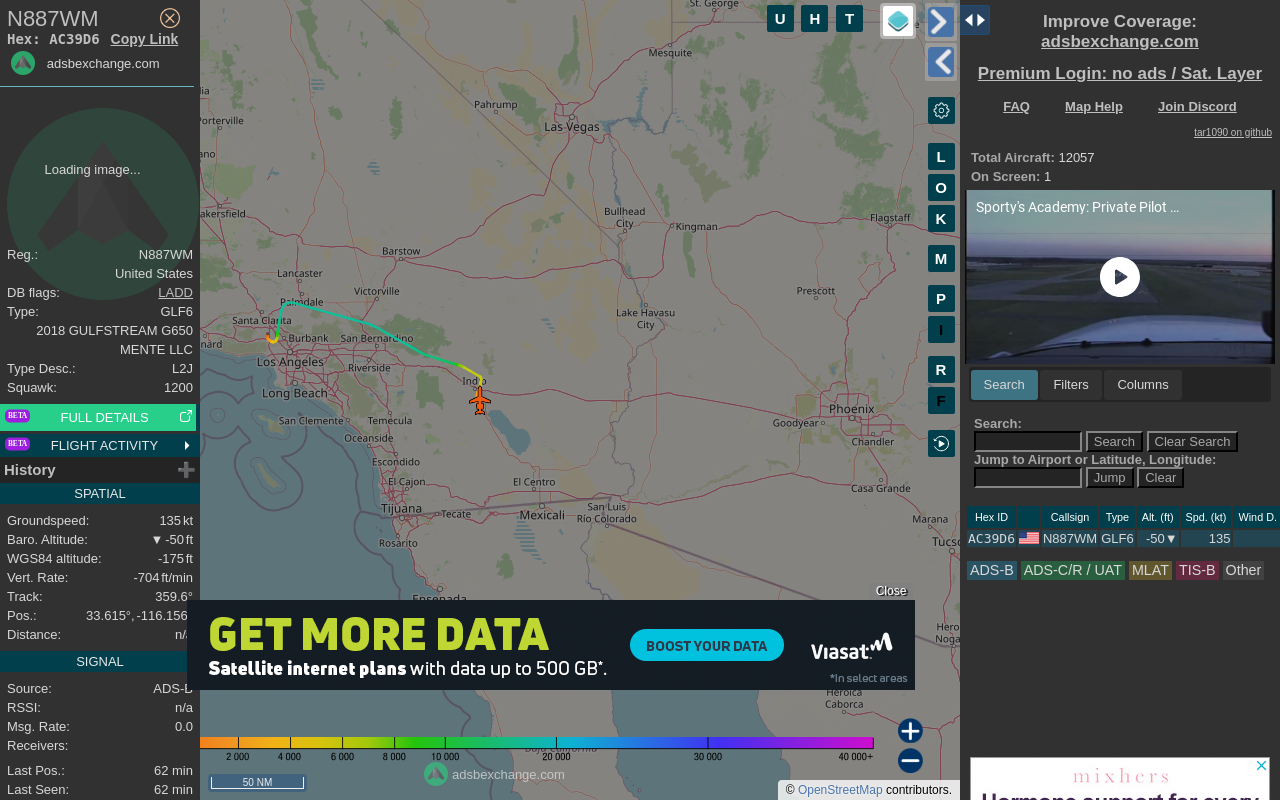 N887WM
Hex: AC39D6 Copy Link
adsbexchange.com
Loading image...
Reg.: N887WM
United States
DB flags: LADD
Type: GLF6
2018 GULFSTREAM G650
MENTE LLC
Type Desc.: L2J
Squawk: 1200
BETA FULL DETAILS
BETA FLIGHT ACTIVITY
History
SPATIAL
Groundspeed: 135 kt
Baro. Altitude: ▼ -50 ft
WGS84 altitude: -175 ft
Vert. Rate: -704 ft/min
Track: 359.6°
Pos.: 33.615°, -116.156
Distance: n/
SIGNAL
Source: ADS-B
RSSI: n/a
Msg. Rate: 0.0
Receivers:
Last Pos.: 62 min
Last Seen: 62 min
St. George
Mesquite
Pahrump
Las Vegas
lia
Porterville
ano
akersfield
Bullhead
City
Kingman
Flagstaff
Barstow
Lancaster
Palmdale
Victorville
Prescott
Santa Clarita
nard
Burbank
San Bernardino
Lake Havasu
City
Los Angeles
Riverside
Indio
Long Beach
San Clemente
Temecula
Phoenix
Goodyear
Chandler
Oceanside
Escondido
El Cajon
El Centro
Casa Grande
Tijuana
Tecate
Mexicali
San Luis
Río Colorado
Marana
Tucso
Rosarito
Ensenada
Hero
Noga
Heroica
Caborca
Baja California
U H T
L
O
K
M
P
I
R
F
Close
GET MORE DATA
Satellite internet plans with data up to 500 GB*.
BOOST YOUR DATA
Viasat
*In select areas
2 000 4 000 6 000 8 000 10 000 20 000 30 000 40 000+
adsbexchange.com
50 NM
© OpenStreetMap contributors.
Improve Coverage:
adsbexchange.com
Premium Login: no ads / Sat. Layer
FAQ Map Help Join Discord
tar1090 on github
Total Aircraft: 12057
On Screen: 1
Sporty's Academy: Private Pilot ...
Search Filters Columns
Search:
Search Clear Search
Jump to Airport or Latitude, Longitude:
Jump Clear
Hex ID Callsign Type Alt. (ft) Spd. (kt) Wind D.
AC39D6 N887WM GLF6 -50▼ 135
ADS-B ADS-C/R / UAT MLAT TIS-B Other
mixhers
Hormone support for every